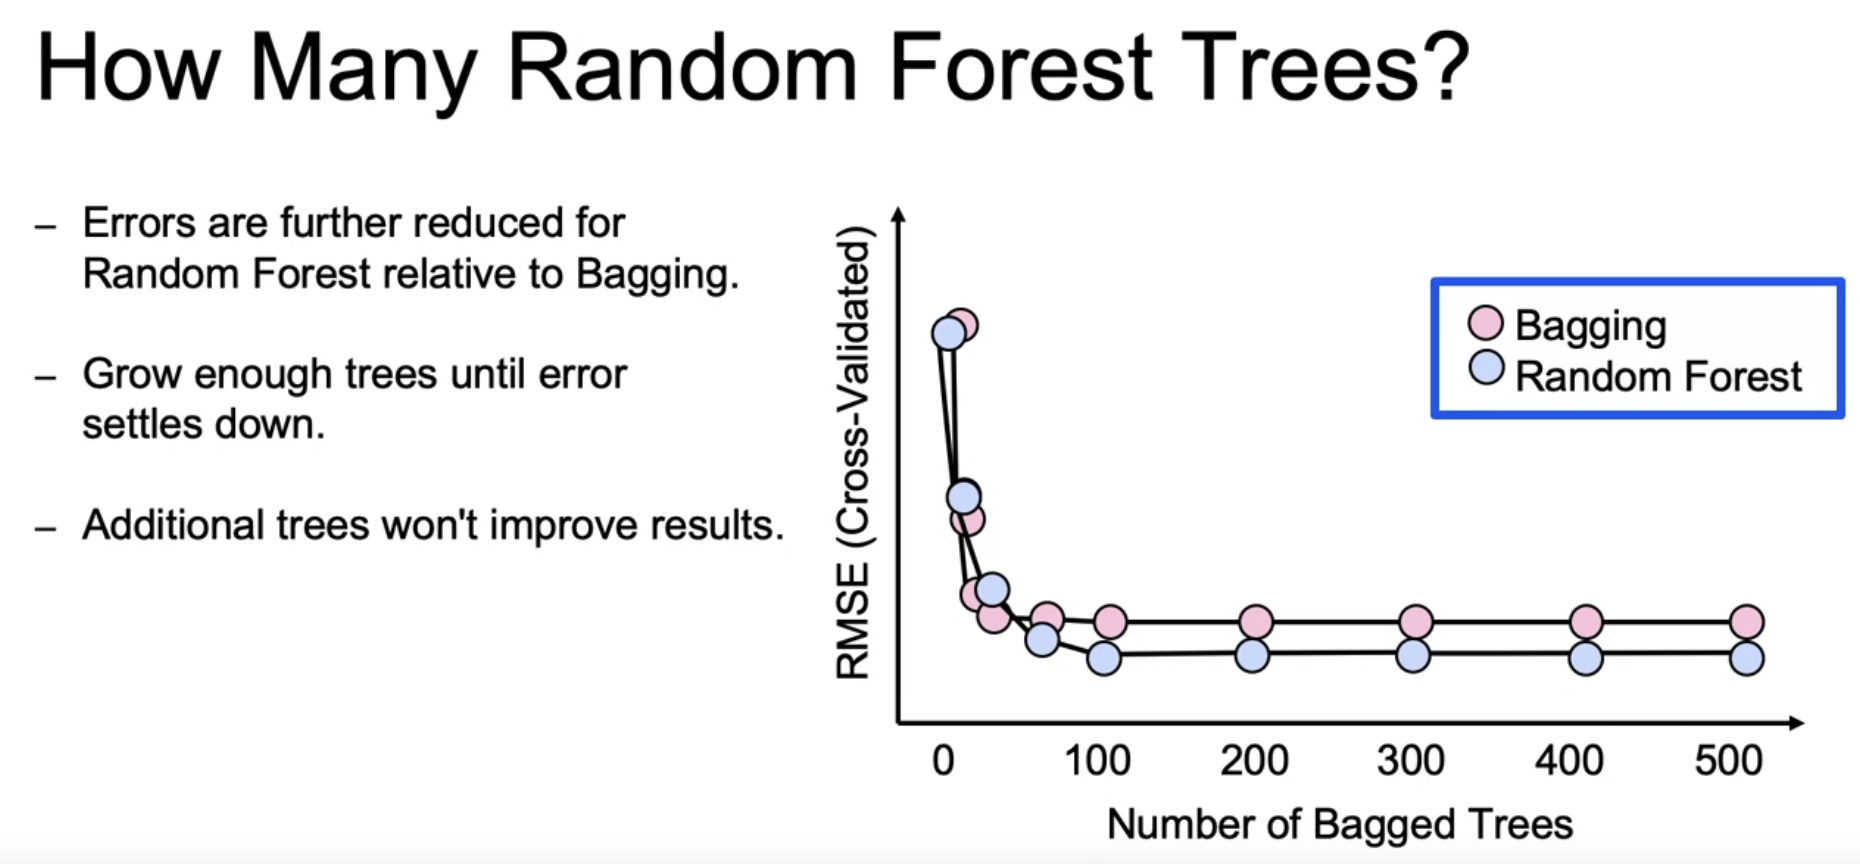 How Many Random Forest Trees?
– Errors are further reduced for
Random Forest relative to Bagging.
– Grow enough trees until error
settles down.
– Additional trees won't improve results.
RMSE (Cross-Validated)
Bagging
Random Forest
0 100 200 300 400 500
Number of Bagged Trees